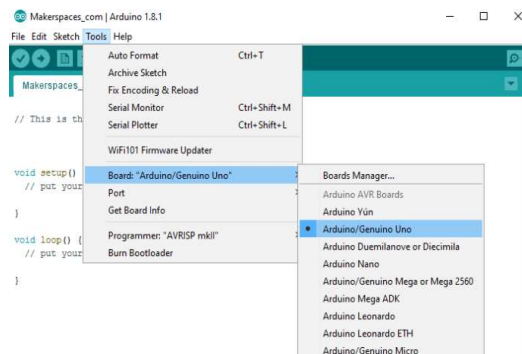 Makerspaces_com | Arduino 1.8.1
File Edit Sketch Tools Help
Makerspaces_
// This is th
void setup()
// put your
}
void loop() {
// put your
}
Auto Format Ctrl+T
Archive Sketch
Fix Encoding & Reload
Serial Monitor Ctrl+Shift+M
Serial Plotter Ctrl+Shift+L
WiFi101 Firmware Updater
Board: "Arduino/Genuino Uno"
Port
Get Board Info
Programmer: "AVRISP mkII"
Burn Bootloader
Boards Manager...
Arduino AVR Boards
Arduino Yún
Arduino/Genuino Uno
Arduino Duemilanove or Diecimila
Arduino Nano
Arduino/Genuino Mega or Mega 2560
Arduino Mega ADK
Arduino Leonardo
Arduino Leonardo ETH
Arduino/Genuino Micro